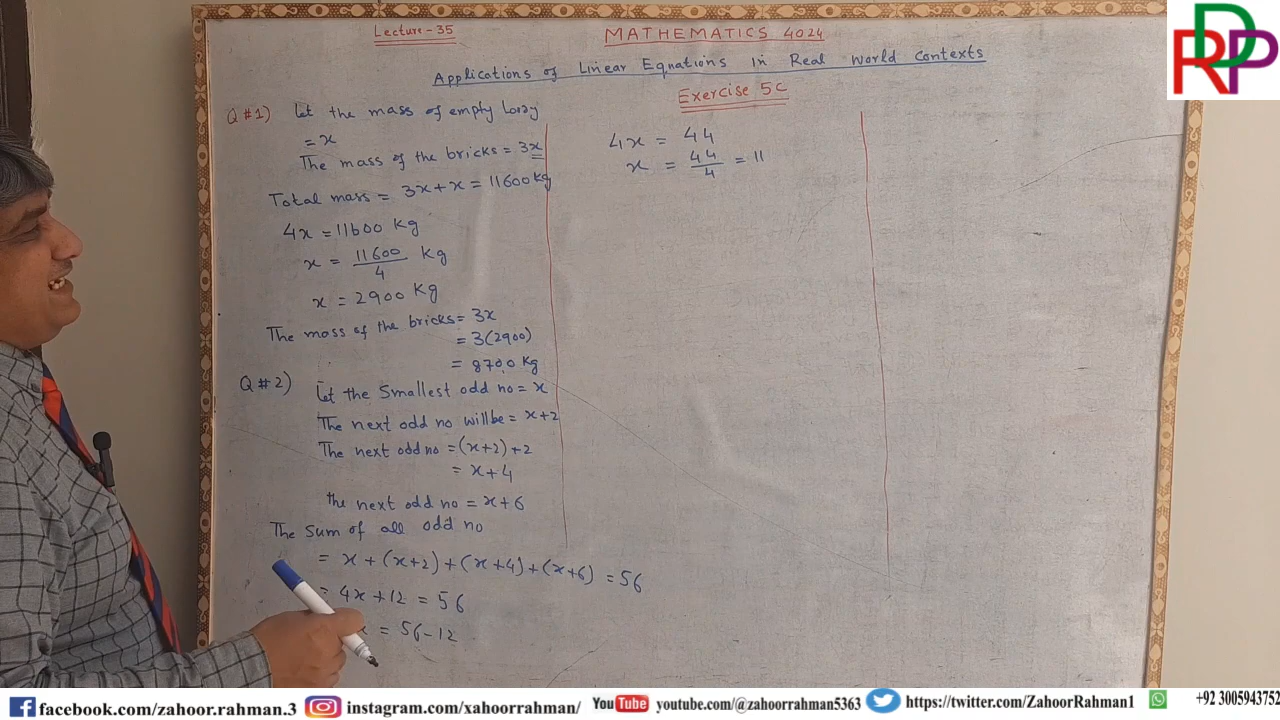 Lecture - 35
MATHEMATICS 4024
Applications of Linear Equations in Real world contexts
Exercise 5C
Q#1) Let the mass of empty lorry
= x
The mass of the bricks = 3x
Total mass = 3x + x = 11600 kg
4x = 11600 Kg
x = 11600/4 Kg
x = 2900 Kg
The mass of the bricks = 3x
= 3(2900)
= 8700 Kg
Q#2) Let the Smallest odd no = x
The next odd no will be = x+2
The next odd no = (x+2)+2
= x+4
the next odd no = x+6
The Sum of all odd no
= x + (x+2) + (x+4) + (x+6) = 56
= 4x + 12 = 56
x = 56 - 12
4x = 44
x = 44/4 = 11
RDP
facebook.com/zahoor.rahman.3
instagram.com/xahoorrahman/
YouTube youtube.com/@zahoorrahman5363
https://twitter.com/ZahoorRahman1
+92 3005943752